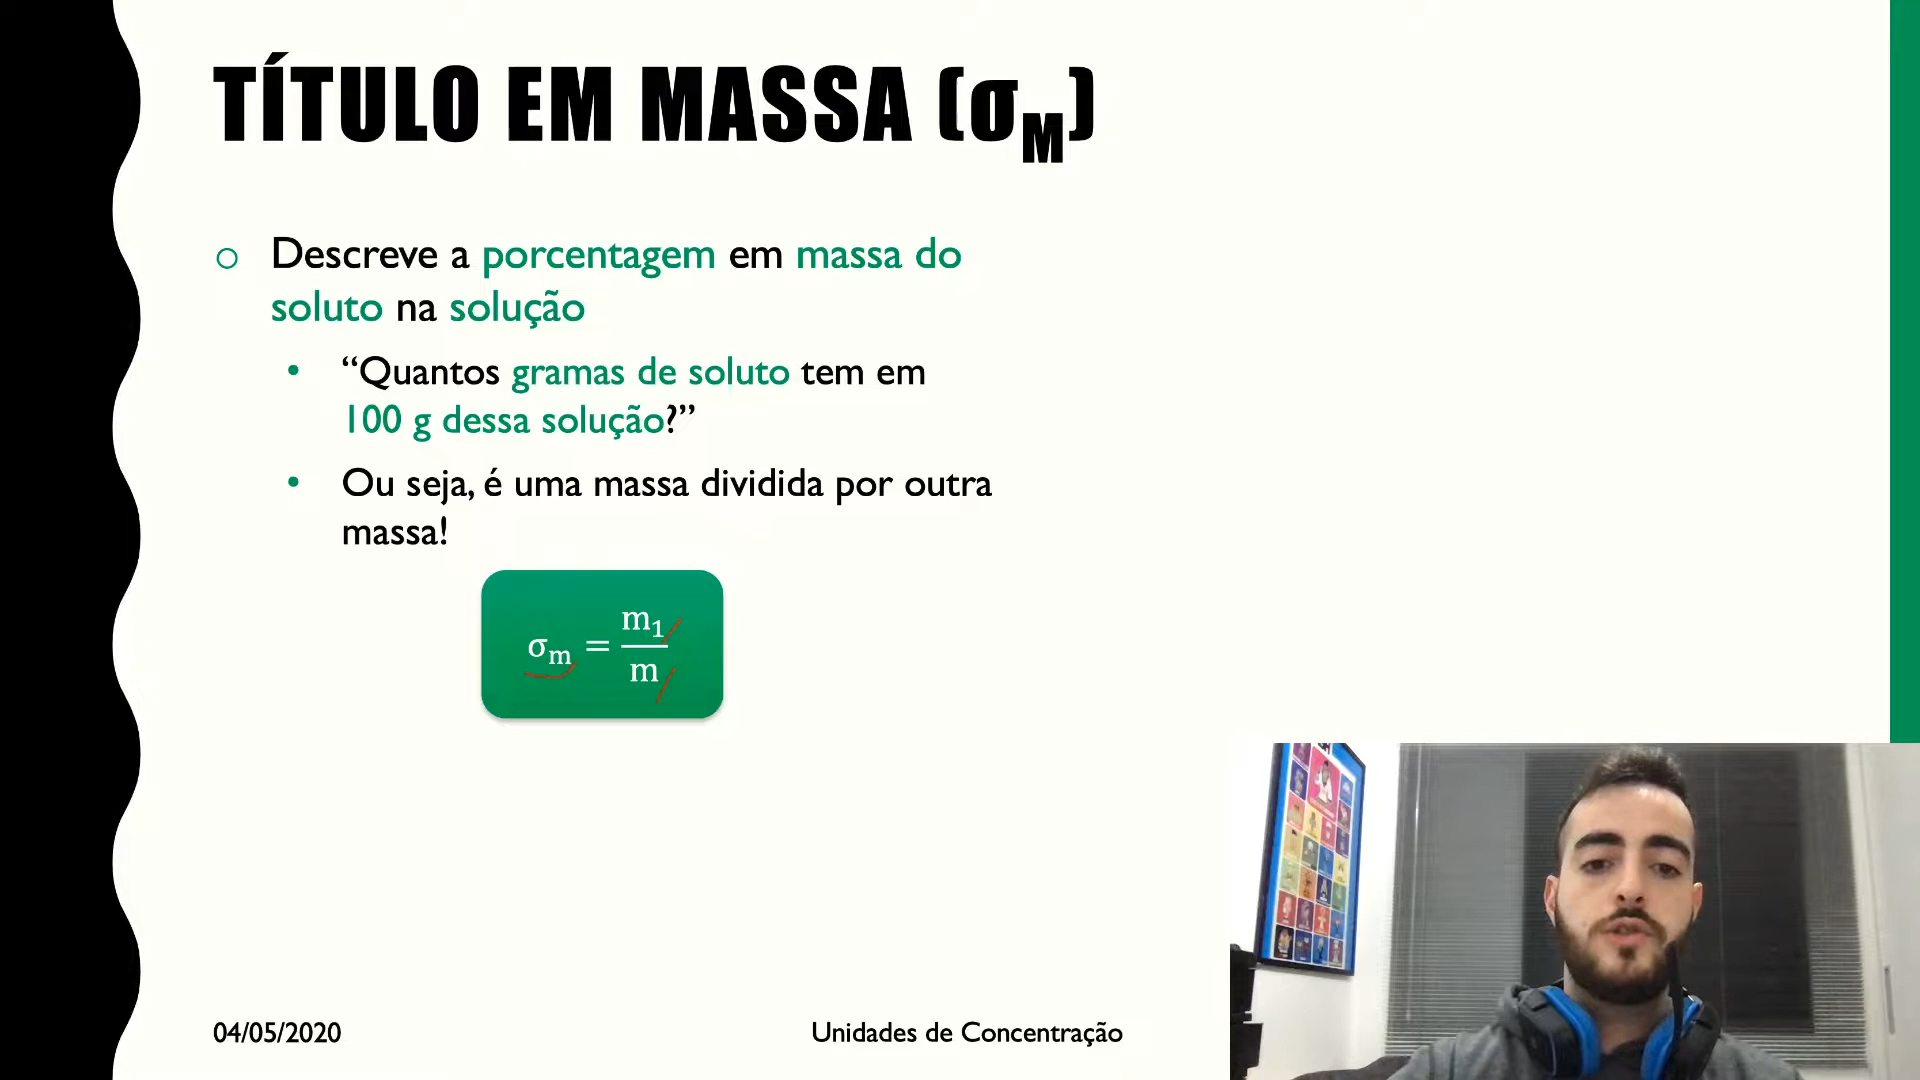 TÍTULO EM MASSA (σM)
Descreve a porcentagem em massa do
soluto na solução
“Quantos gramas de soluto tem em
100 g dessa solução?”
Ou seja, é uma massa dividida por outra
massa!
σm = m1/m
04/05/2020
Unidades de Concentração